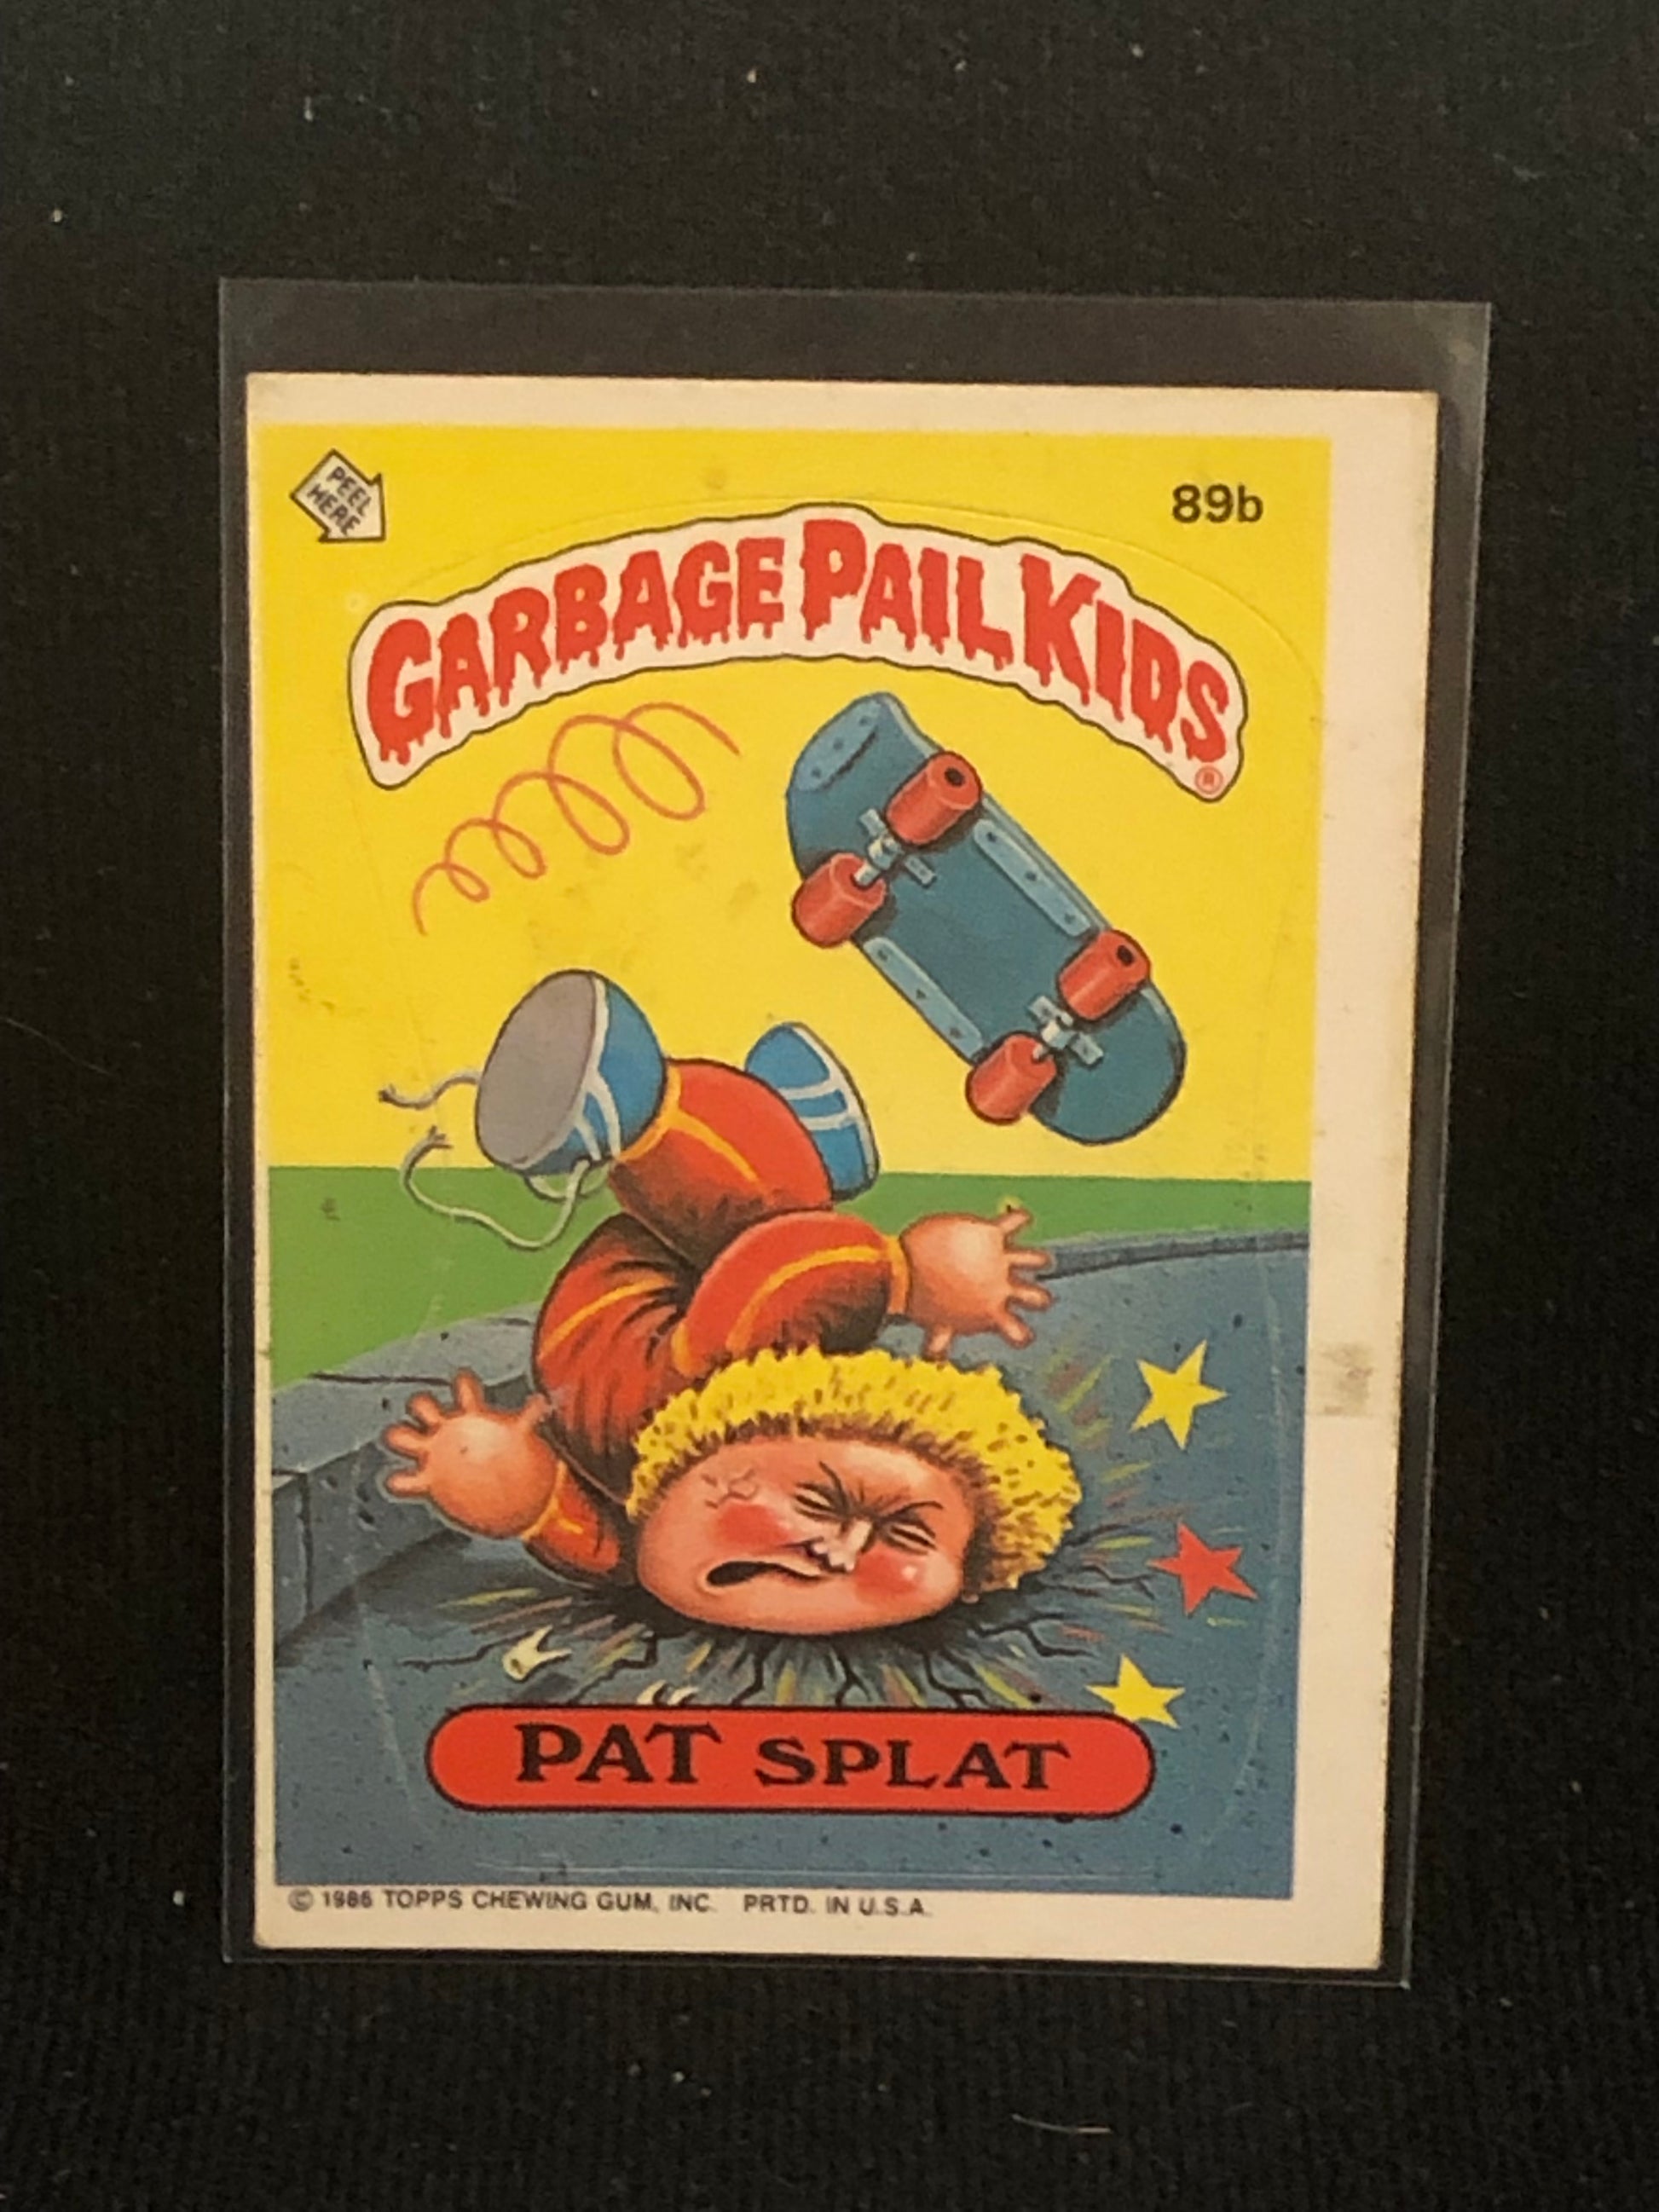 PEEL
HERE
89b
GARBAGE PAIL KIDS
®
PAT SPLAT
© 1986 TOPPS CHEWING GUM, INC. PRTD. IN U.S.A.